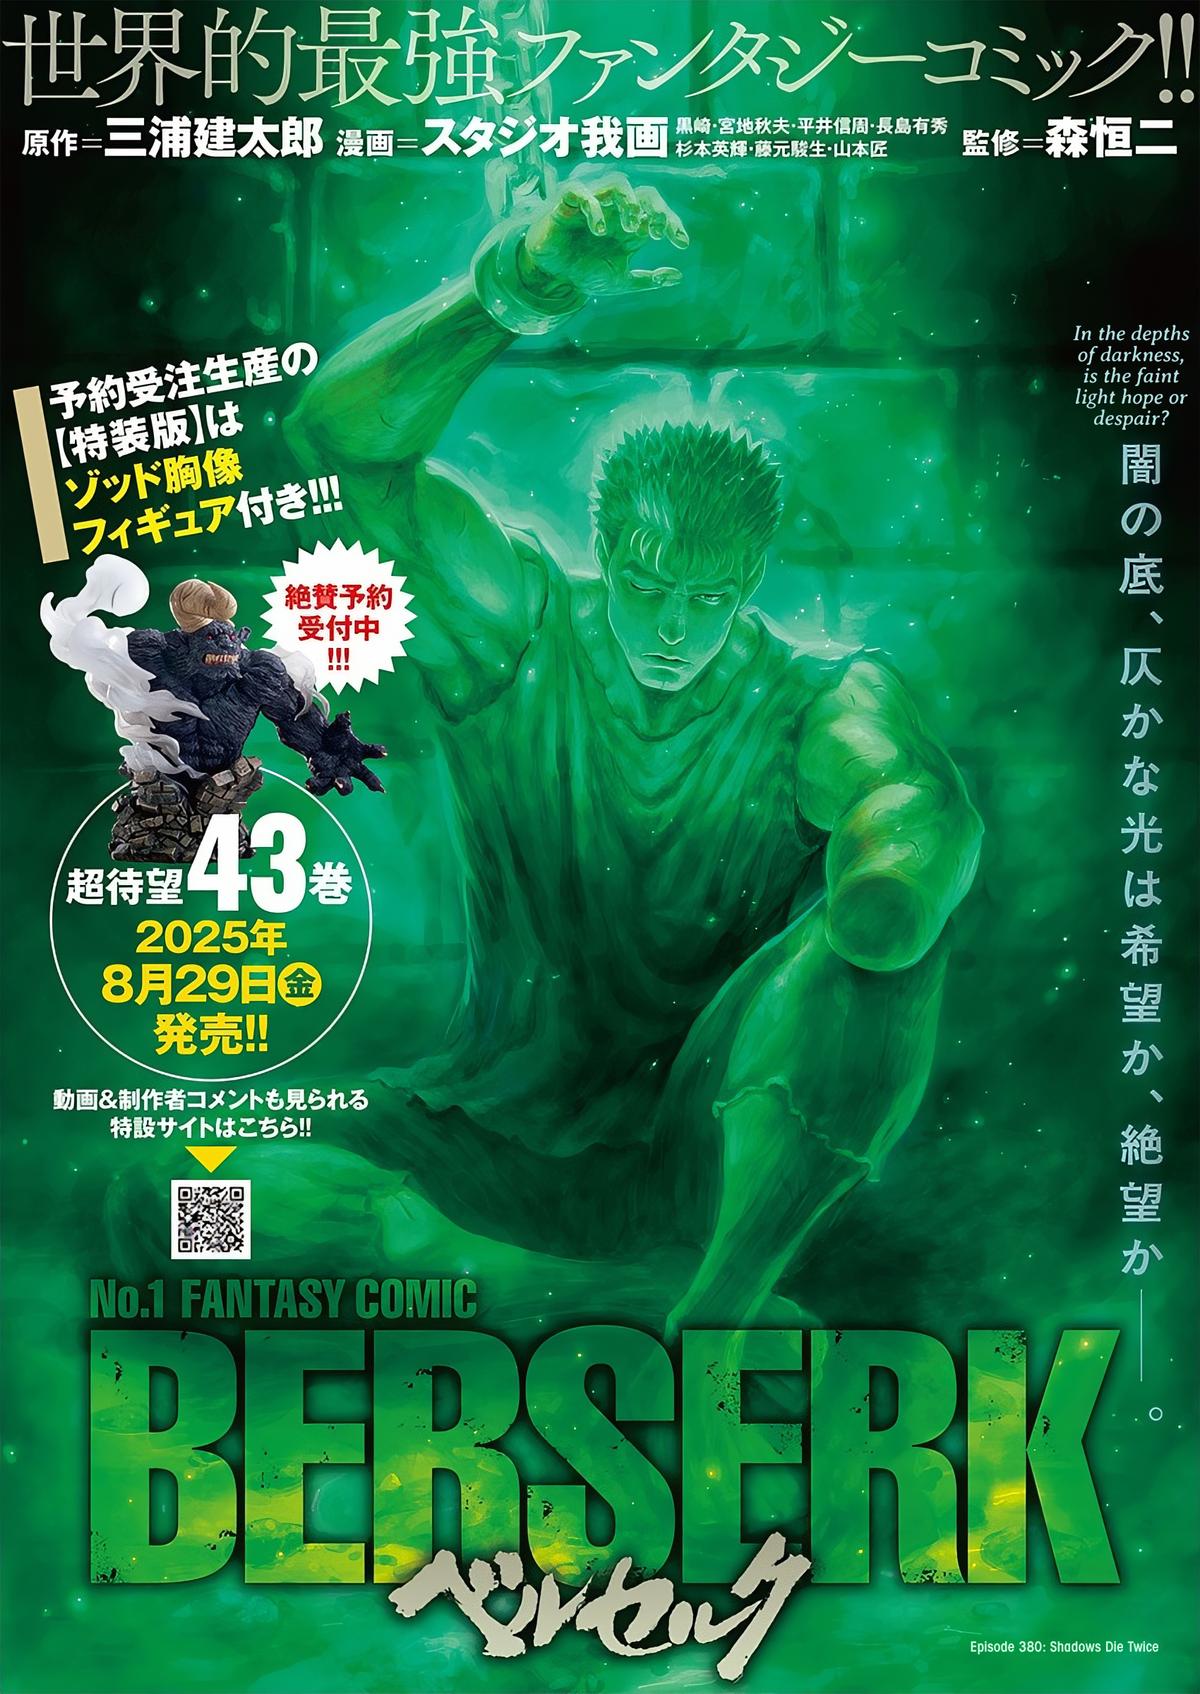 世界的最強ファンタジーコミック!!
原作=三浦建太郎 漫画=スタジオ我画 黒崎・宮地秋夫・平井信周・長島有秀 監修=森恒二
杉本英輝・藤元駿生・山本匠
In the depths
of darkness,
is the faint
light hope or
despair?
闇の底、仄かな光は希望か、絶望か――。
予約受注生産の
【特装版】は
ゾッド胸像
フィギュア付き!!!
絶賛予約
受付中
!!!
超待望43巻
2025年
8月29日金
発売!!
動画&制作者コメントも見られる
特設サイトはこちら!!
No.1 FANTASY COMIC
BERSERK
ベルセルク
Episode 380: Shadows Die Twice